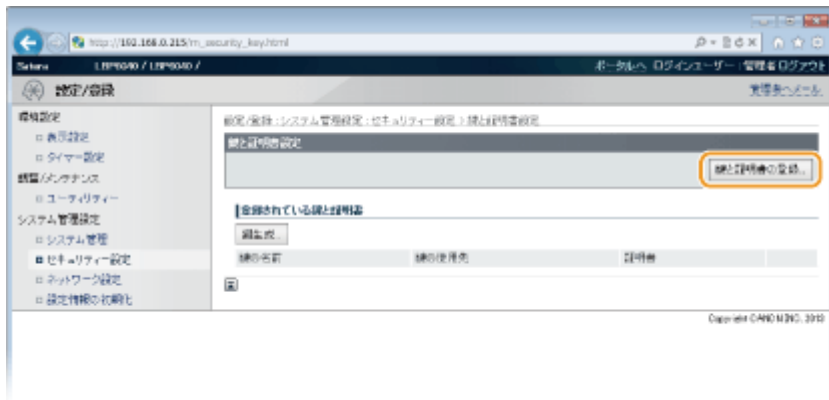 http://192.168.0.215/m_security_key.html
Satera LBP6040 / LBP6040 / ポータルへ ログインユーザー: 管理者 ログアウト
設定/登録 管理者へメール
環境設定
表示設定
タイマー設定
調整/メンテナンス
ユーティリティー
システム管理設定
システム管理
セキュリティー設定
ネットワーク設定
設定情報の初期化
設定/登録 : システム管理設定 : セキュリティー設定 > 鍵と証明書設定
鍵と証明書設定
鍵と証明書の登録...
登録されている鍵と証明書
鍵生成...
鍵の名前 鍵の使用先 証明書
Copyright CANON INC. 2013